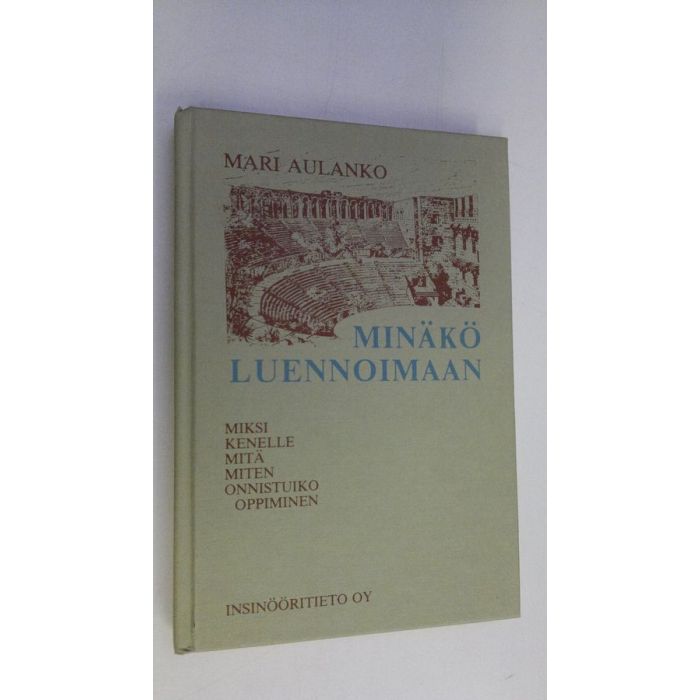 MARI AULANKO
MINÄKÖ
LUENNOIMAAN
MIKSI
KENELLE
MITÄ
MITEN
ONNISTUIKO
OPPIMINEN
INSINÖÖRITIETO OY